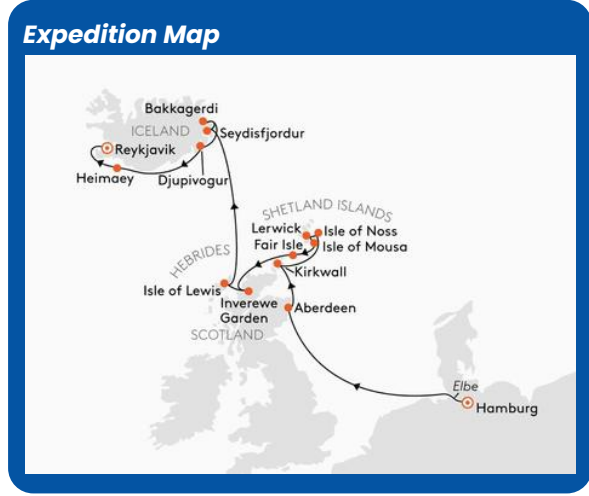 Expedition Map
Bakkagerdi
ICELAND
Seydisfjordur
Reykjavik
Heimaey
Djupivogur
SHETLAND ISLANDS
Lerwick
Isle of Noss
Fair Isle
Isle of Mousa
HEBRIDES
Kirkwall
Isle of Lewis
Inverewe
Garden
Aberdeen
SCOTLAND
Elbe
Hamburg